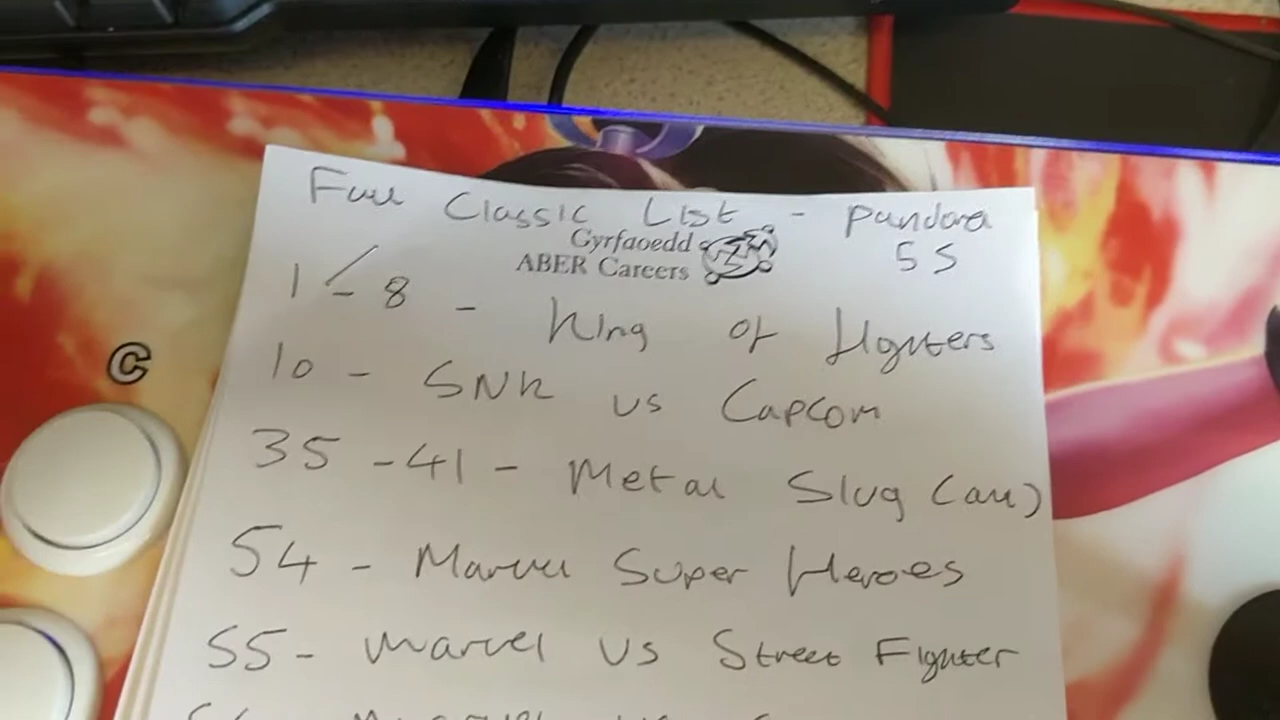 Full Classic List - Pandora
Gyrfaoedd
ABER Careers
5S
1 - 8 - King of fighters
10 - SNK vs Capcom
35 - 41 - Metal Slug (all)
54 - Marvel Super Heroes
55 - Marvel vs Street Fighter
C